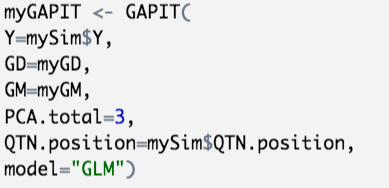 myGAPIT <- GAPIT(
Y=mySim$Y,
GD=myGD,
GM=myGM,
PCA.total=3,
QTN.position=mySim$QTN.position,
model="GLM")